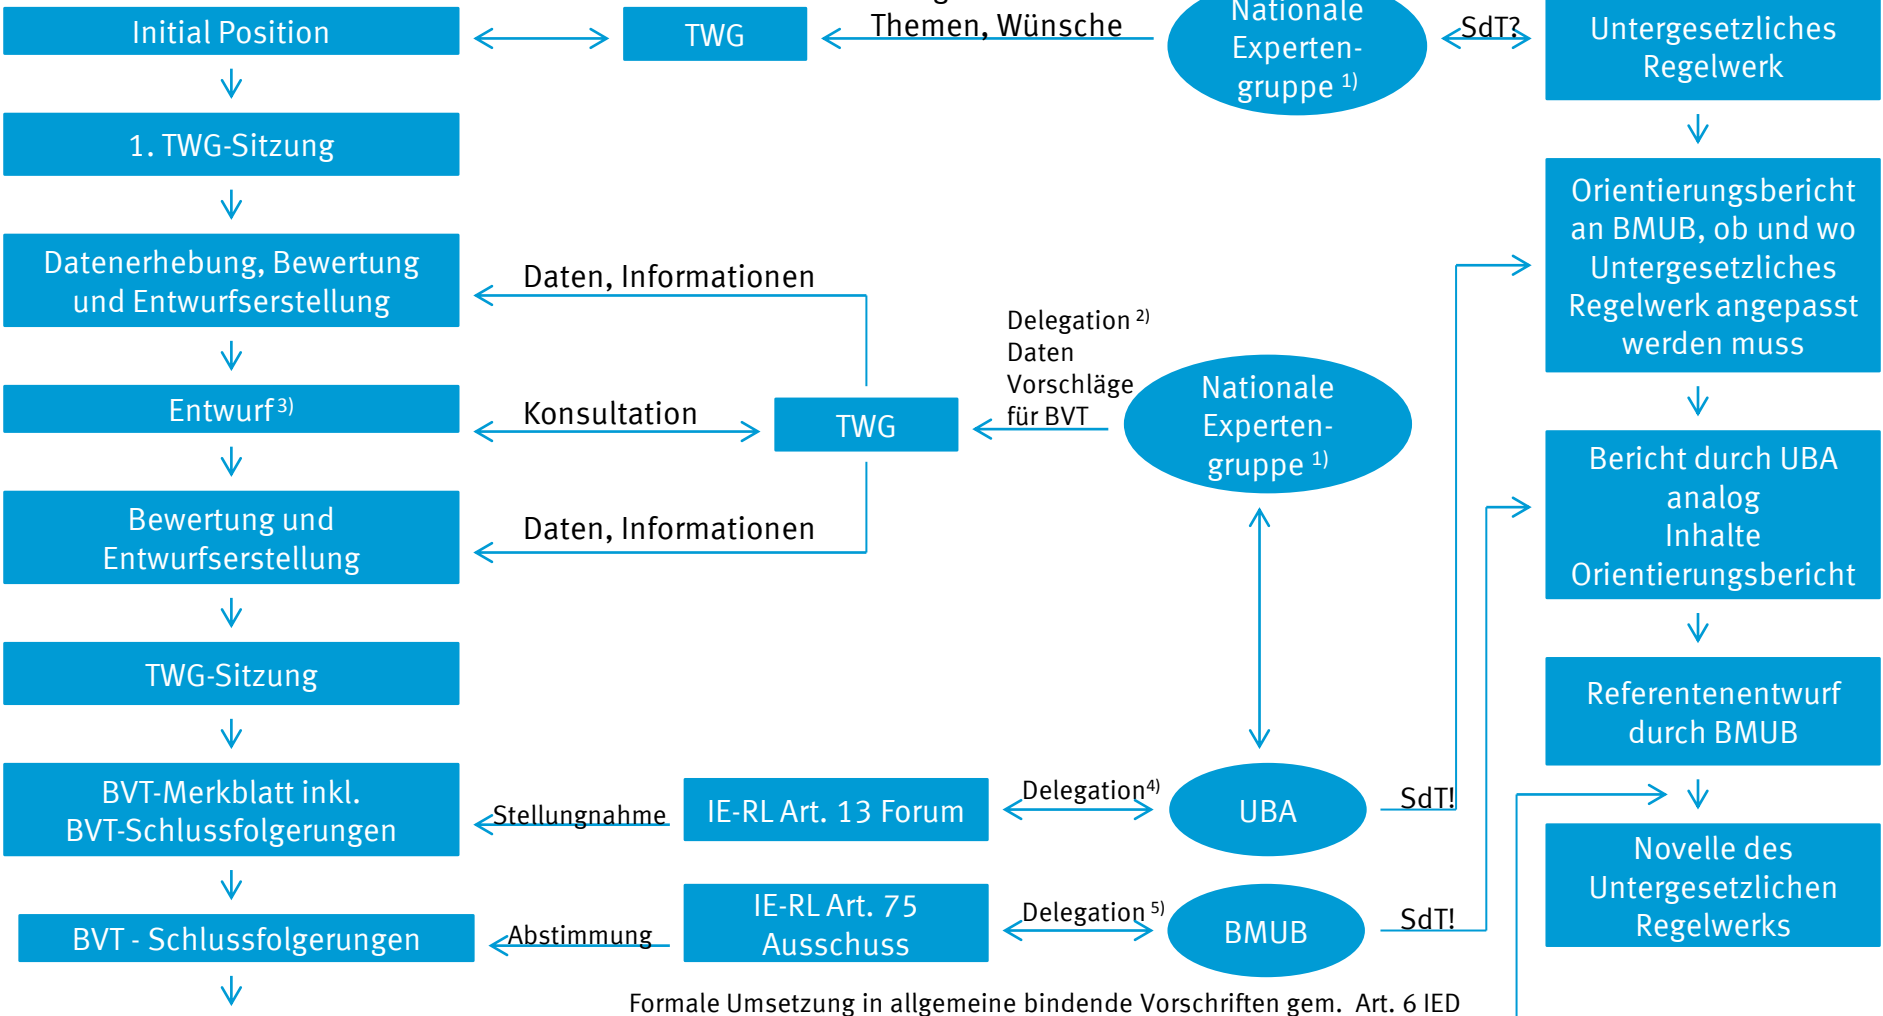 Initial Position
TWG
Themen, Wünsche
Nationale
Experten-
gruppe 1)
SdT?
Untergesetzliches
Regelwerk
1. TWG-Sitzung
Orientierungsbericht
an BMUB, ob und wo
Untergesetzliches
Regelwerk angepasst
werden muss
Datenerhebung, Bewertung
und Entwurfserstellung
Daten, Informationen
Delegation 2)
Daten
Vorschläge
für BVT
Entwurf 3)
Konsultation
TWG
Nationale
Experten-
gruppe 1)
Bericht durch UBA
analog
Inhalte
Orientierungsbericht
Bewertung und
Entwurfserstellung
Daten, Informationen
TWG-Sitzung
Referentenentwurf
durch BMUB
BVT-Merkblatt inkl.
BVT-Schlussfolgerungen
Stellungnahme
IE-RL Art. 13 Forum
Delegation4)
UBA
SdT!
Novelle des
Untergesetzlichen
Regelwerks
BVT - Schlussfolgerungen
Abstimmung
IE-RL Art. 75
Ausschuss
Delegation 5)
BMUB
SdT!
Formale Umsetzung in allgemeine bindende Vorschriften gem. Art. 6 IED